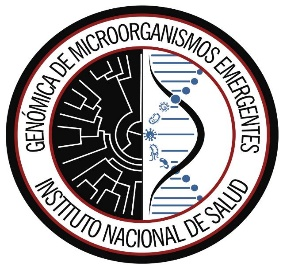 GENÓMICA DE MICROORGANISMOS EMERGENTES
INSTITUTO NACIONAL DE SALUD